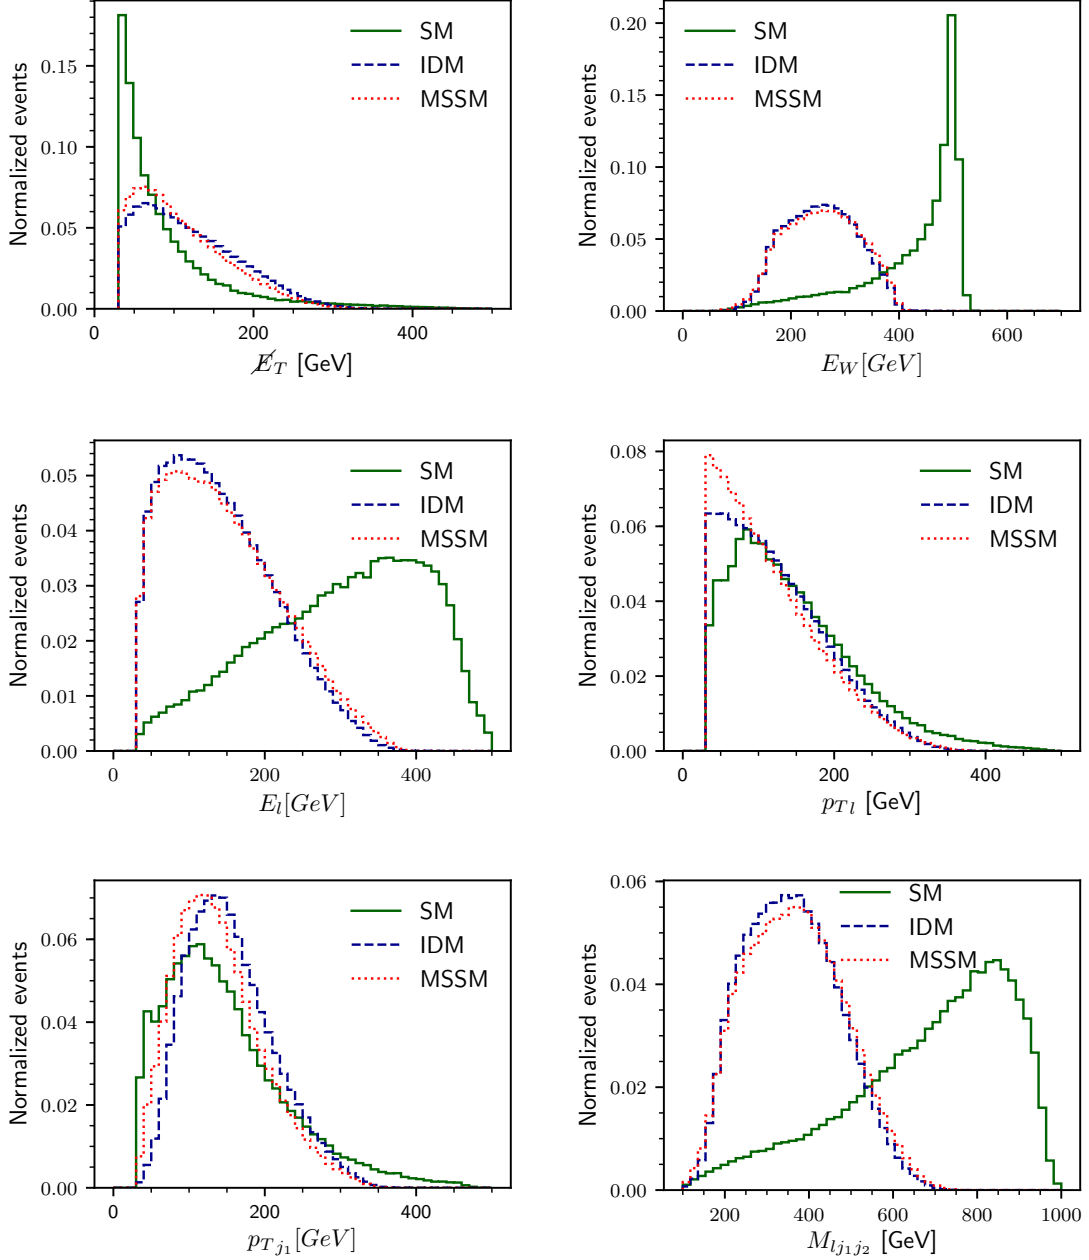 SM
IDM
MSSM
Normalized events
0.00
0.05
0.10
0.15
0
200
400
E̸_T [GeV]
SM
IDM
MSSM
Normalized events
0.00
0.05
0.10
0.15
0.20
0
200
400
600
E_W[GeV]
SM
IDM
MSSM
Normalized events
0.00
0.01
0.02
0.03
0.04
0.05
0
200
400
E_l[GeV]
SM
IDM
MSSM
Normalized events
0.00
0.02
0.04
0.06
0.08
0
200
400
p_{Tl} [GeV]
SM
IDM
MSSM
Normalized events
0.00
0.02
0.04
0.06
0
200
400
p_{Tj_1}[GeV]
SM
IDM
MSSM
Normalized events
0.00
0.02
0.04
0.06
200
400
600
800
1000
M_{lj_1j_2} [GeV]